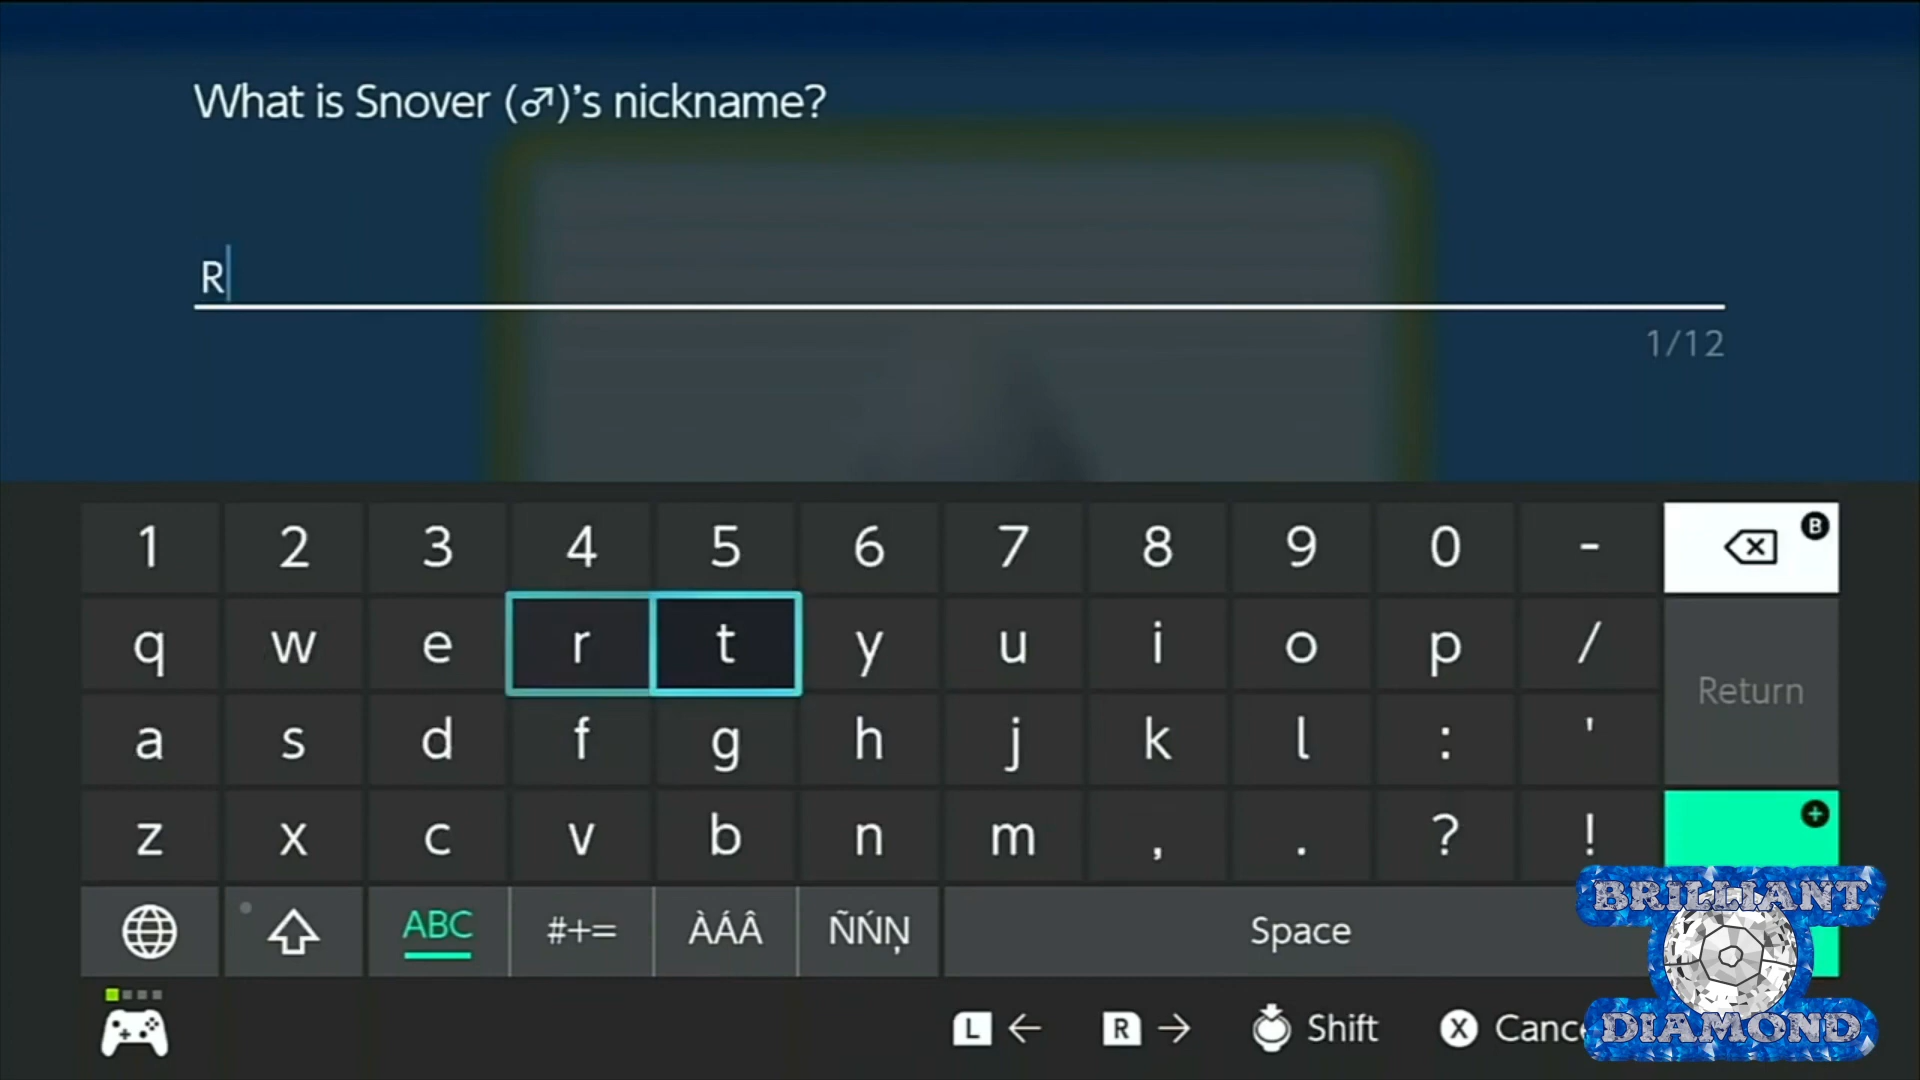 What is Snover (♂)'s nickname?
R
1/12
1 2 3 4 5 6 7 8 9 0 - B
q w e r t y u i o p / Return
a s d f g h j k l : '
z x c v b n m , . ? ! +
ABC #+= ÀÁÂ ÑŃŅ Space
BRILLIANT
DIAMOND
L ← R → Shift X Canc